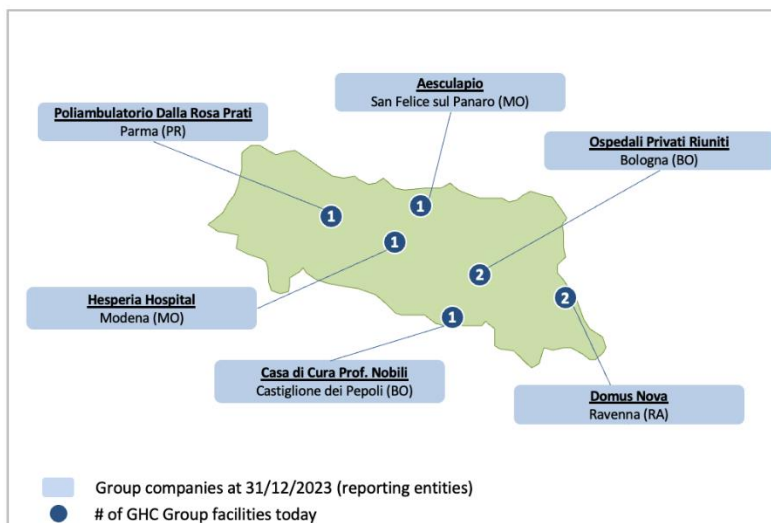 Aesculapio
San Felice sul Panaro (MO)
Poliambulatorio Dalla Rosa Prati
Parma (PR)
Ospedali Privati Riuniti
Bologna (BO)
1
1
1
2
2
1
Hesperia Hospital
Modena (MO)
Casa di Cura Prof. Nobili
Castiglione dei Pepoli (BO)
Domus Nova
Ravenna (RA)
Group companies at 31/12/2023 (reporting entities)
# of GHC Group facilities today